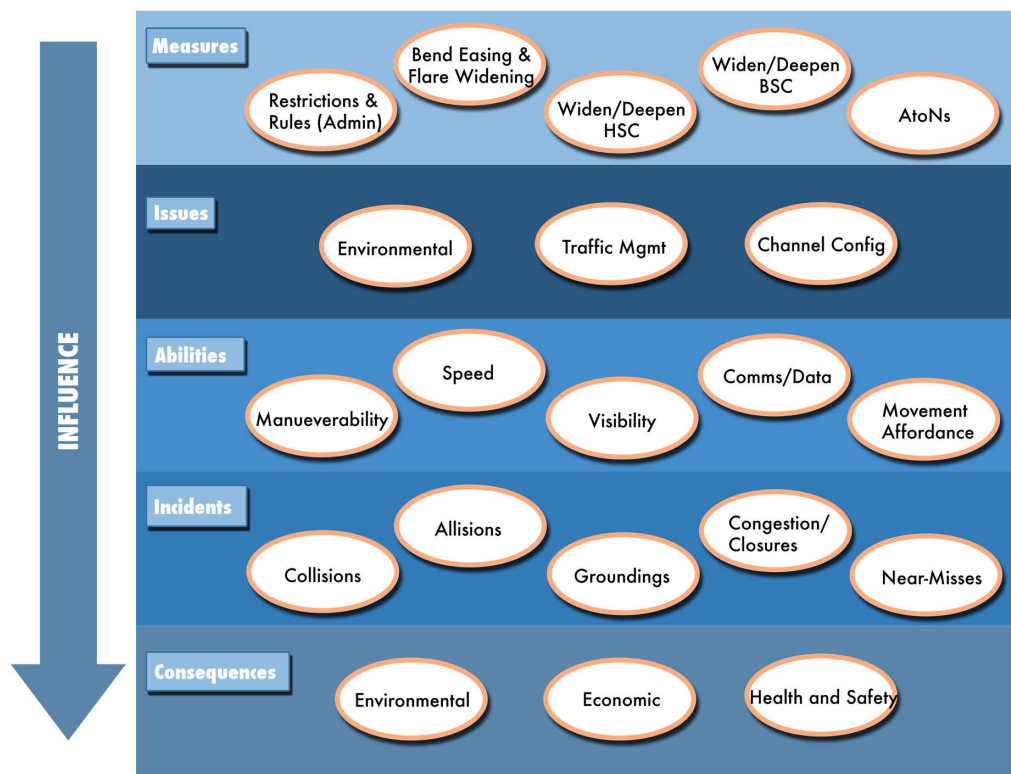 INFLUENCE
Measures
Restrictions &
Rules (Admin)
Bend Easing &
Flare Widening
Widen/Deepen
HSC
Widen/Deepen
BSC
AtoNs
Issues
Environmental
Traffic Mgmt
Channel Config
Abilities
Manueverability
Speed
Visibility
Comms/Data
Movement
Affordance
Incidents
Collisions
Allisions
Groundings
Congestion/
Closures
Near-Misses
Consequences
Environmental
Economic
Health and Safety